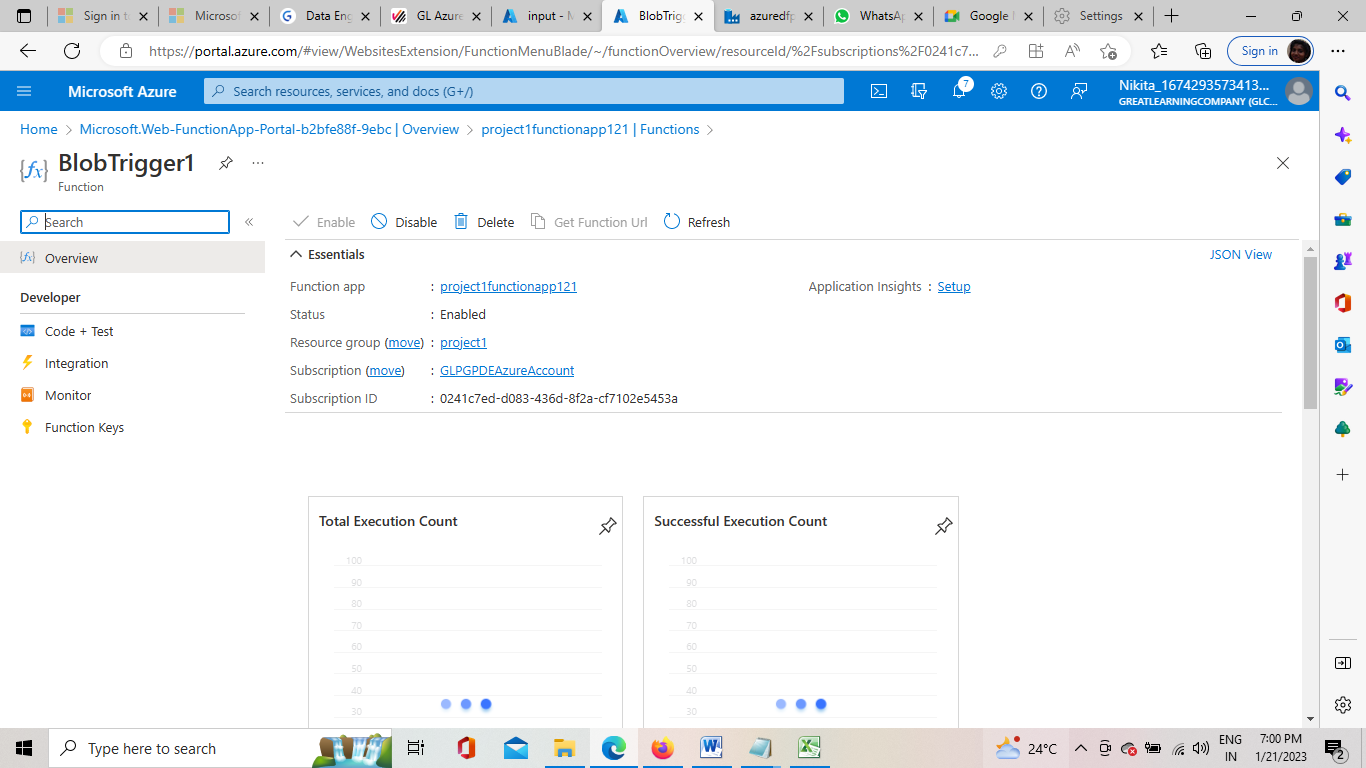 Sign in to
Microsof
Data Eng
GL Azure
input - M
BlobTrigg
azuredfp
WhatsAp
Google
Settings
https://portal.azure.com/#view/WebsitesExtension/FunctionMenuBlade/~/functionOverview/resourceId/%2Fsubscriptions%2F0241c7...
Sign in
Microsoft Azure
Search resources, services, and docs (G+/)
7
Nikita_1674293573413...
GREATLEARNINGCOMPANY (GLC...
Home > Microsoft.Web-FunctionApp-Portal-b2bfe88f-9ebc | Overview > project1functionapp121 | Functions >
BlobTrigger1
Function
Search
Enable
Disable
Delete
Get Function Url
Refresh
Overview
Developer
Code + Test
Integration
Monitor
Function Keys
Essentials
JSON View
Function app : project1functionapp121
Application Insights : Setup
Status : Enabled
Resource group (move) : project1
Subscription (move) : GLPGPDEAzureAccount
Subscription ID : 0241c7ed-d083-436d-8f2a-cf7102e5453a
Total Execution Count
100
90
80
70
60
50
40
30
Successful Execution Count
100
90
80
70
60
50
40
30
Type here to search
24°C
ENG
IN
7:00 PM
1/21/2023
2